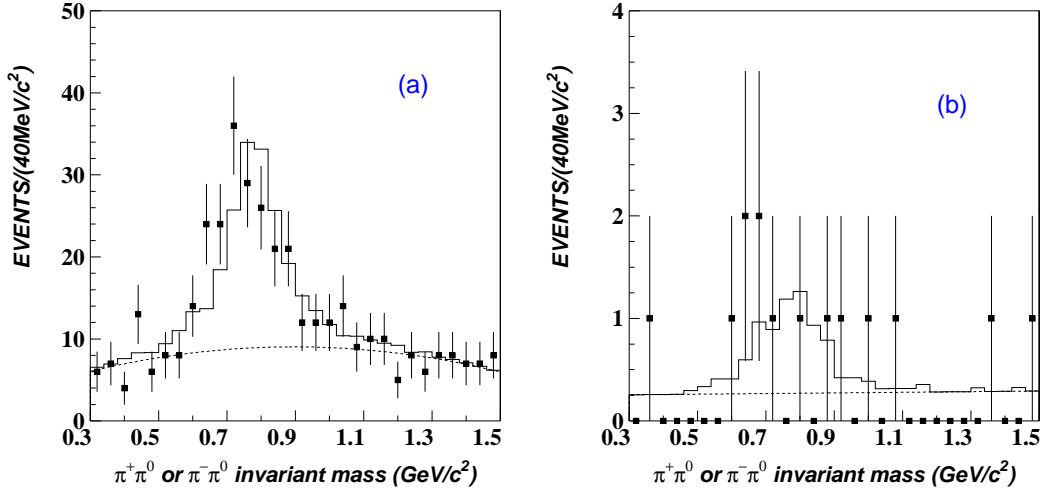 EVENTS/(40MeV/c²)
50
40
30
20
10
0
(a)
0.3 0.5 0.7 0.9 1.1 1.3 1.5
π⁺π⁰ or π⁻π⁰ invariant mass (GeV/c²)
EVENTS/(40MeV/c²)
4
3
2
1
0
(b)
0.3 0.5 0.7 0.9 1.1 1.3 1.5
π⁺π⁰ or π⁻π⁰ invariant mass (GeV/c²)